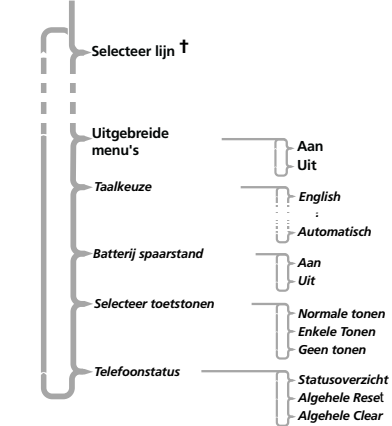 Selecteer lijn †
Uitgebreide
menu's
Aan
Uit
Taalkeuze
English
:
Automatisch
Batterij spaarstand
Aan
Uit
Selecteer toetstonen
Normale tonen
Enkele Tonen
Geen tonen
Telefoonstatus
Statusoverzicht
Algehele Reset
Algehele Clear